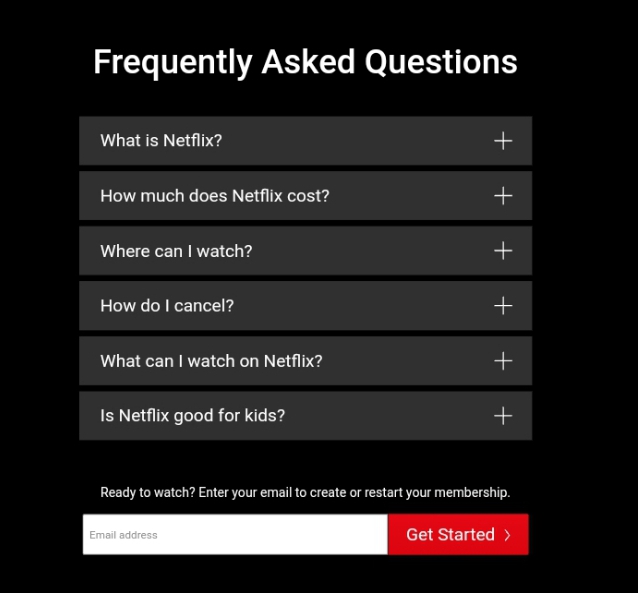 Frequently Asked Questions
What is Netflix?
How much does Netflix cost?
Where can I watch?
How do I cancel?
What can I watch on Netflix?
Is Netflix good for kids?
Ready to watch? Enter your email to create or restart your membership.
Email address
Get Started